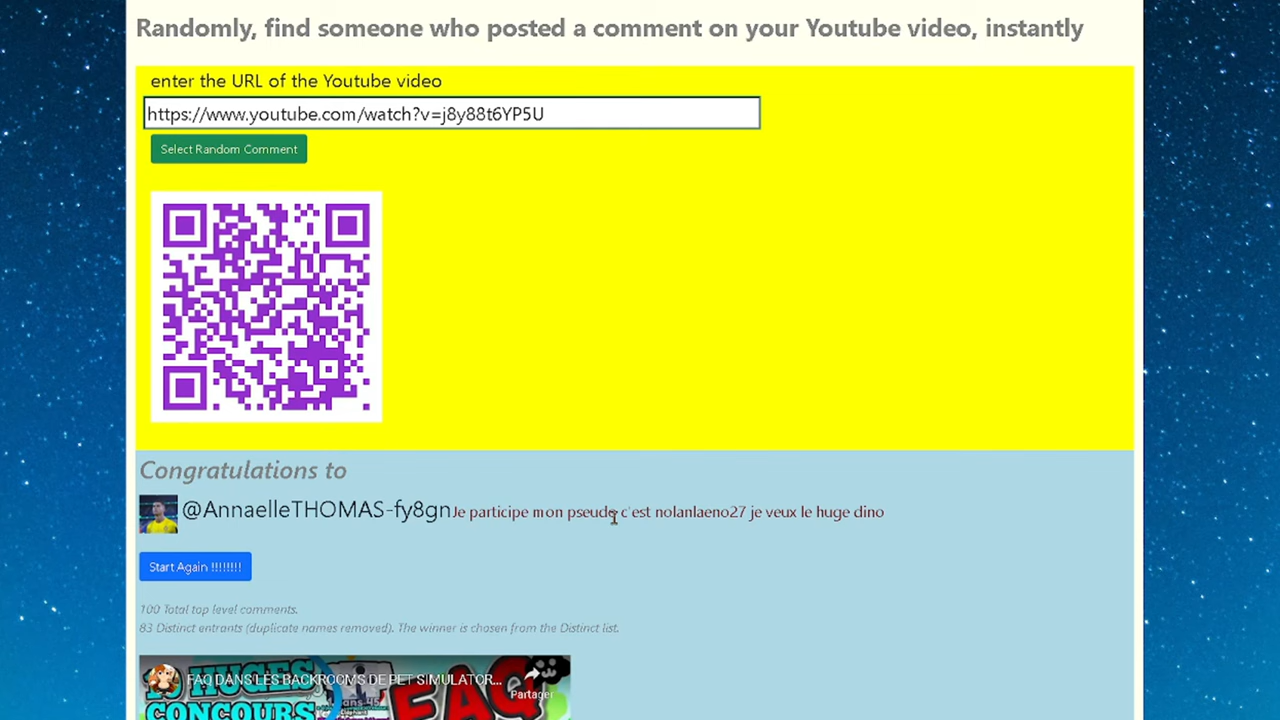 Randomly, find someone who posted a comment on your Youtube video, instantly
enter the URL of the Youtube video
https://www.youtube.com/watch?v=j8y88t6YP5U
Select Random Comment
Congratulations to
@AnnaelleTHOMAS-fy8gn Je participe mon pseudo c'est nolanlaeno27 je veux le huge dino
Start Again !!!!!!!!
100 Total top level comments.
83 Distinct entrants (duplicate names removed). The winner is chosen from the Distinct list.
FAQ DANS LES BACKROOMS DE PET SIMULATOR...
Partager
HUGES
CONCOURS
FAQ